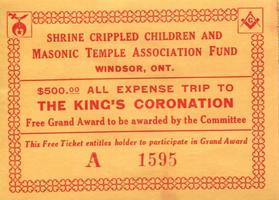 SHRINE CRIPPLED CHILDREN AND
MASONIC TEMPLE ASSOCIATION FUND
WINDSOR, ONT.
$500.00 ALL EXPENSE TRIP TO
THE KING'S CORONATION
Free Grand Award to be awarded by the Committee
This Free Ticket entitles holder to participate in Grand Award
A 1595